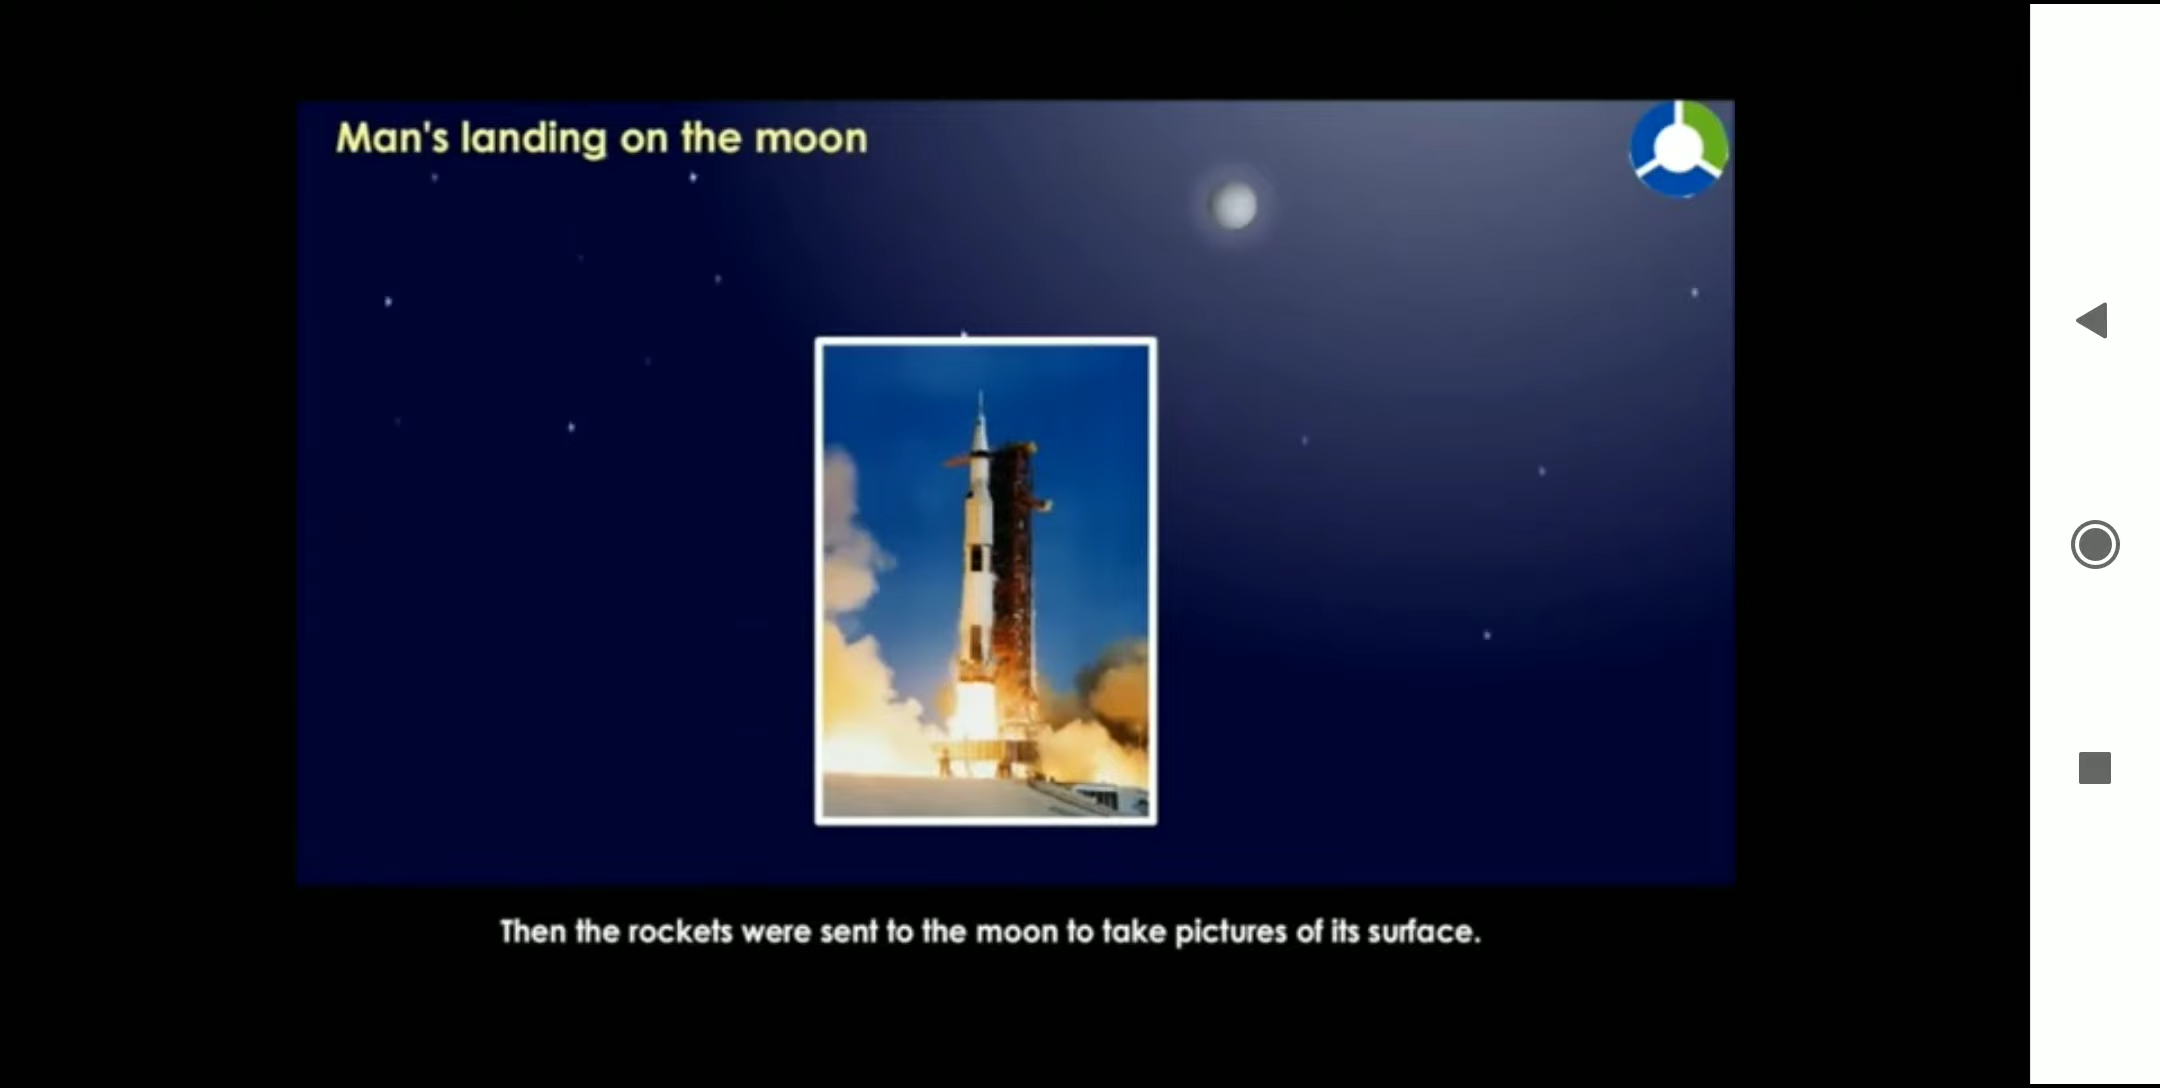 Man's landing on the moon
Then the rockets were sent to the moon to take pictures of its surface.